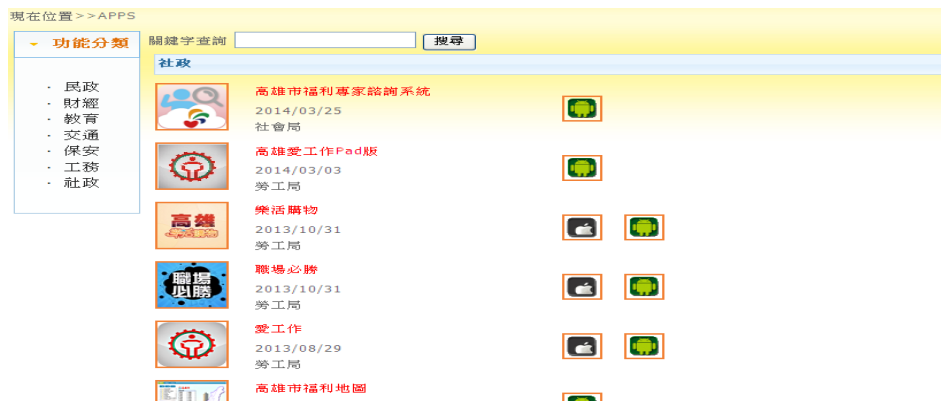 現在位置>>APPS
功能分類
· 民政
· 財經
· 教育
· 交通
· 保安
· 工務
· 社政
關鍵字查詢
搜尋
社政
高雄市福利專家諮詢系統
2014/03/25
社會局
高雄愛工作Pad版
2014/03/03
勞工局
高雄
樂活購物
2013/10/31
勞工局
職場
必勝
職場必勝
2013/10/31
勞工局
愛工作
2013/08/29
勞工局
高雄市福利地圖